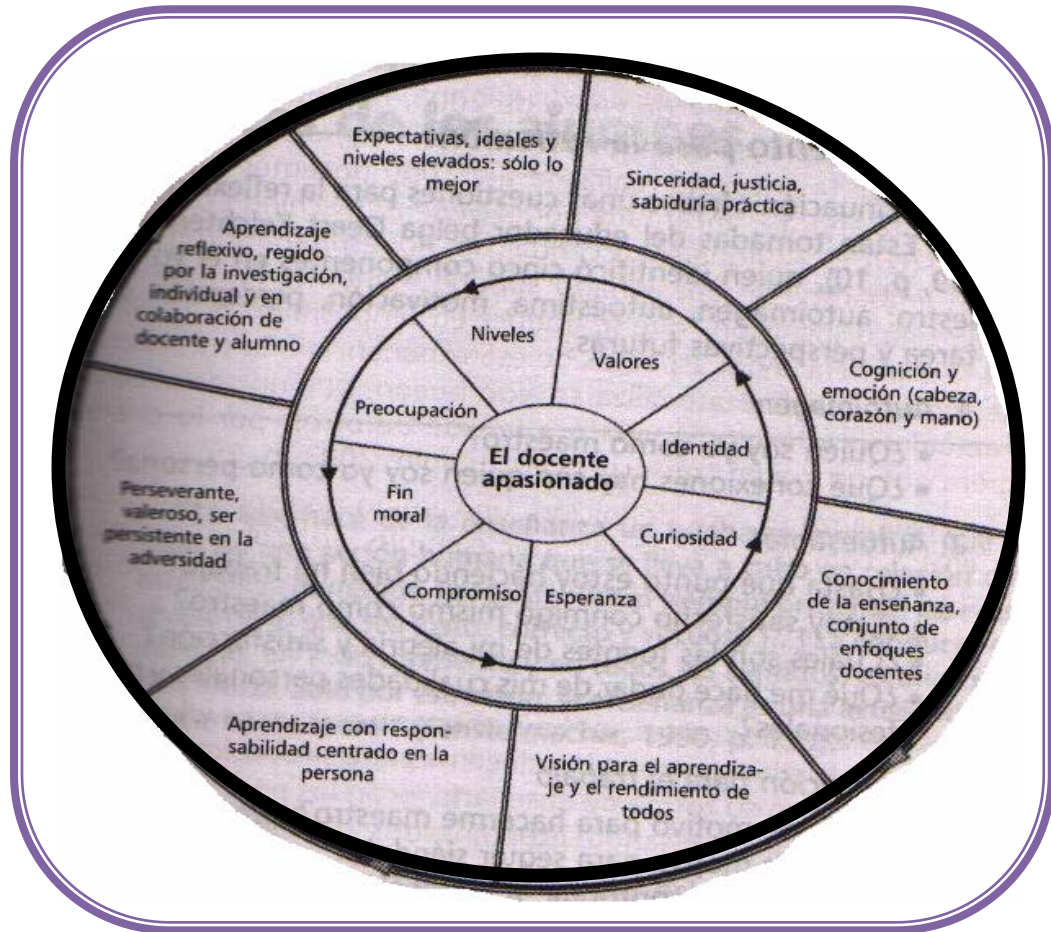 Expectativas, ideales y
niveles elevados: sólo lo
mejor
Sinceridad, justicia,
sabiduría práctica
Aprendizaje
reflexivo, regido
por la investigación,
individual y en
colaboración de
docente y alumno
Cognición y
emoción (cabeza,
corazón y mano)
Perseverante,
valeroso, ser
persistente en la
adversidad
Conocimiento
de la enseñanza,
conjunto de
enfoques
docentes
Aprendizaje con respon-
sabilidad centrado en la
persona
Visión para el aprendiza-
je y el rendimiento de
todos
Niveles
Valores
Preocupación
Identidad
Fin
moral
Curiosidad
Compromiso
Esperanza
El docente
apasionado